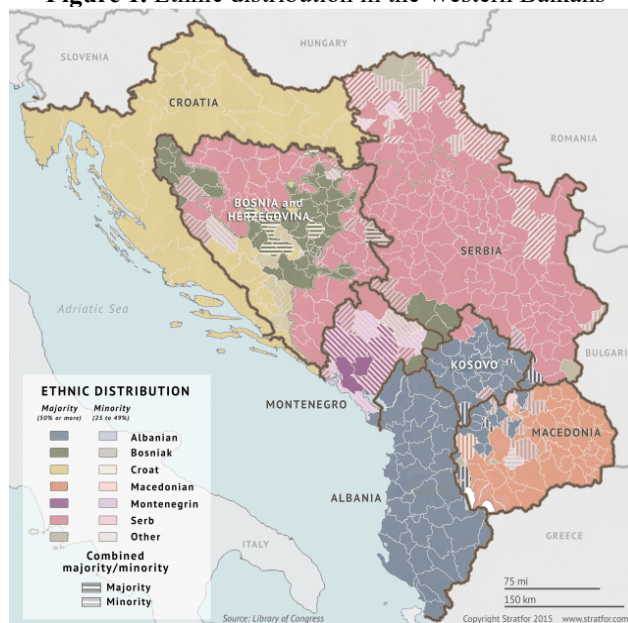 Figure 1. Ethnic distribution in the Western Balkans
SLOVENIA
HUNGARY
CROATIA
ROMANIA
BOSNIA and
HERZEGOVINA
SERBIA
Adriatic Sea
BULGARI
KOSOVO
MONTENEGRO
MACEDONIA
ALBANIA
ITALY
GREECE
ETHNIC DISTRIBUTION
Majority Minority
(50% or more) (25 to 49%)
Albanian
Bosniak
Croat
Macedonian
Montenegrin
Serb
Other
Combined
majority/minority
Majority
Minority
75 mi
150 km
Source: Library of Congress
Copyright Stratfor 2015 www.stratfor.com